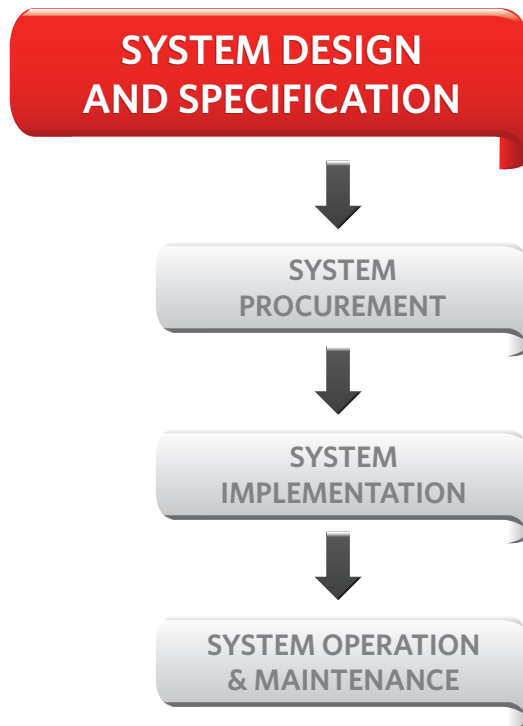 SYSTEM DESIGN
AND SPECIFICATION
SYSTEM
PROCUREMENT
SYSTEM
IMPLEMENTATION
SYSTEM OPERATION
& MAINTENANCE